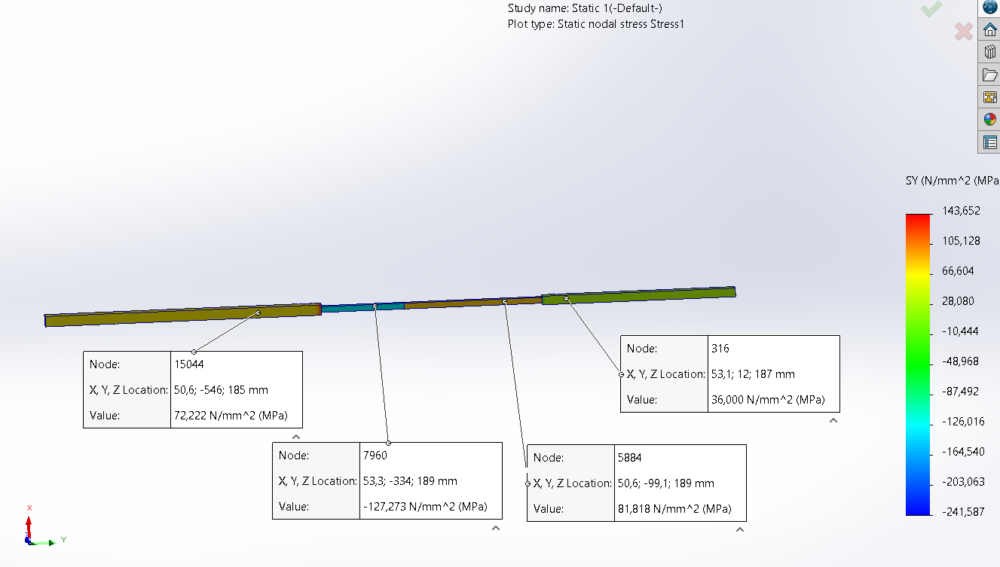 Study name: Static 1(-Default-)
Plot type: Static nodal stress Stress1
SY (N/mm^2 (MPa
143,652
105,128
66,604
28,080
-10,444
-48,968
-87,492
-126,016
-164,540
-203,063
-241,587
Node: 316
X, Y, Z Location: 53,1; 12; 187 mm
Value: 36,000 N/mm^2 (MPa)
Node: 15044
X, Y, Z Location: 50,6; -546; 185 mm
Value: 72,222 N/mm^2 (MPa)
Node: 7960
X, Y, Z Location: 53,3; -334; 189 mm
Value: -127,273 N/mm^2 (MPa)
Node: 5884
X, Y, Z Location: 50,6; -99,1; 189 mm
Value: 81,818 N/mm^2 (MPa)
X
Z
Y